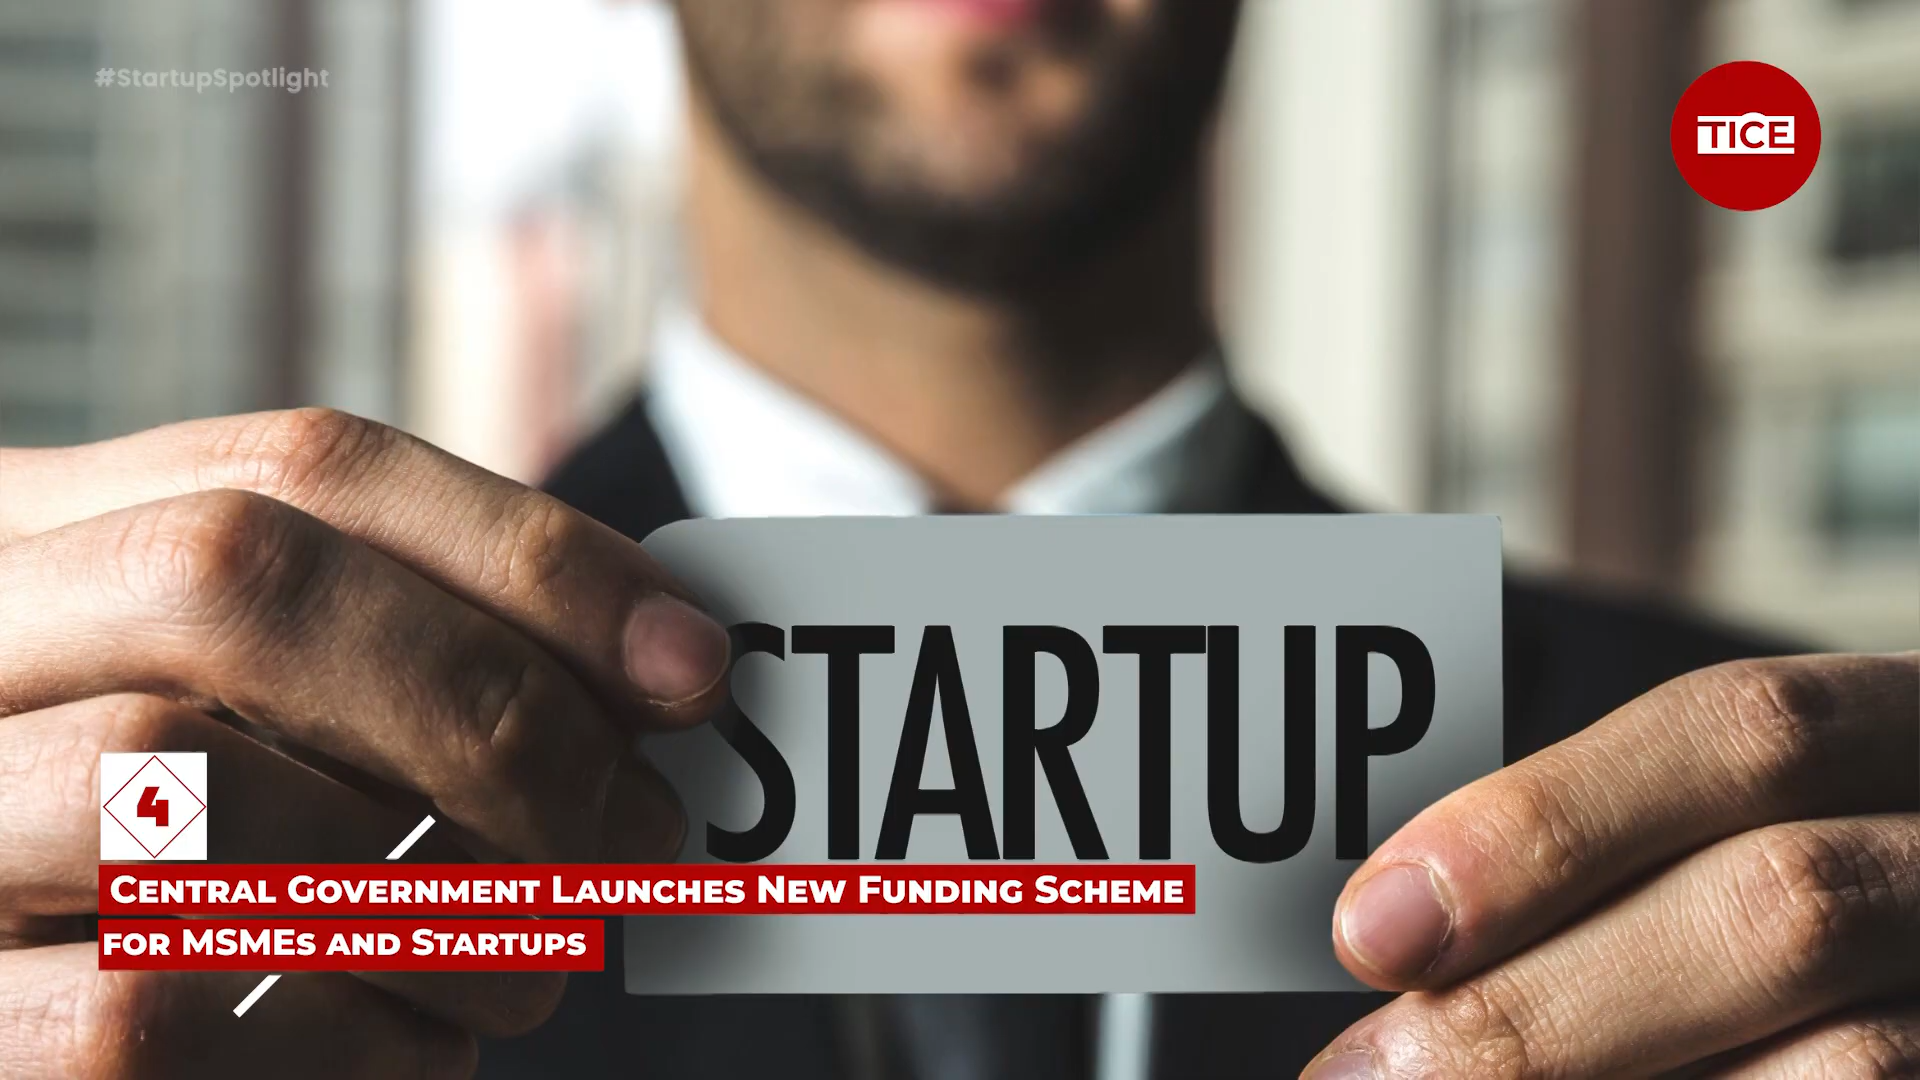 #StartupSpotlight
TICE
STARTUP
4
Central Government Launches New Funding Scheme
for MSMEs and Startups